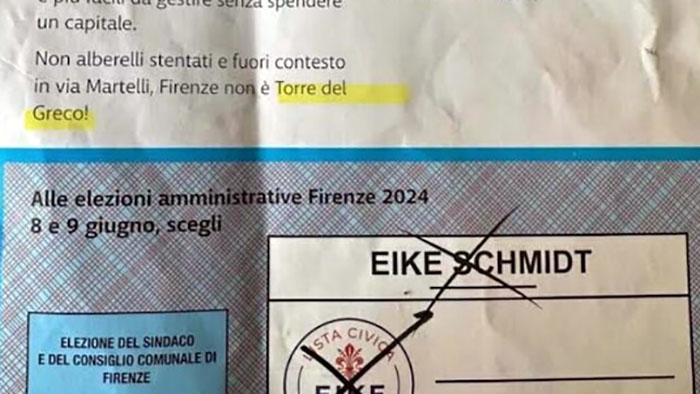 e più facili da gestire senza spendere
un capitale.
Non alberelli stentati e fuori contesto
in via Martelli, Firenze non è Torre del
Greco!
Alle elezioni amministrative Firenze 2024
8 e 9 giugno, scegli
EIKE SCHMIDT
ELEZIONE DEL SINDACO
E DEL CONSIGLIO COMUNALE DI
FIRENZE
LISTA CIVICA
EIKE